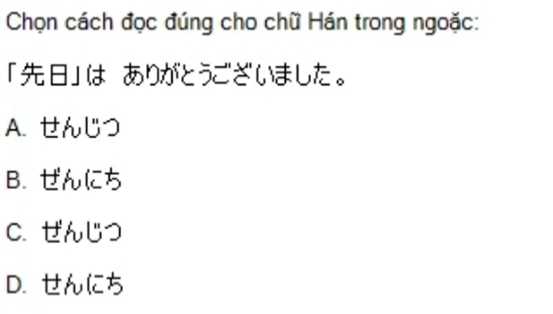 Chọn cách đọc đúng cho chữ Hán trong ngoặc:
「先日」は ありがとうございました。
A. せんじつ
B. ぜんにち
C. ぜんじつ
D. せんにち